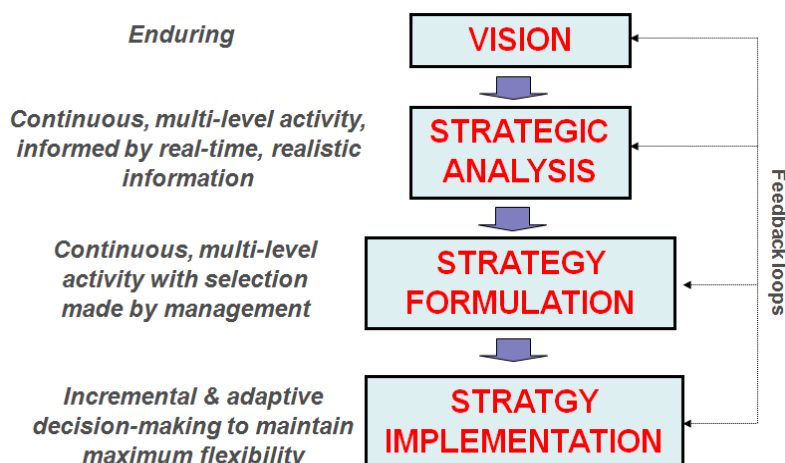 Enduring
VISION
Continuous, multi-level activity,
informed by real-time, realistic
information
STRATEGIC
ANALYSIS
Continuous, multi-level
activity with selection
made by management
STRATEGY
FORMULATION
Incremental & adaptive
decision-making to maintain
maximum flexibility
STRATGY
IMPLEMENTATION
Feedback loops